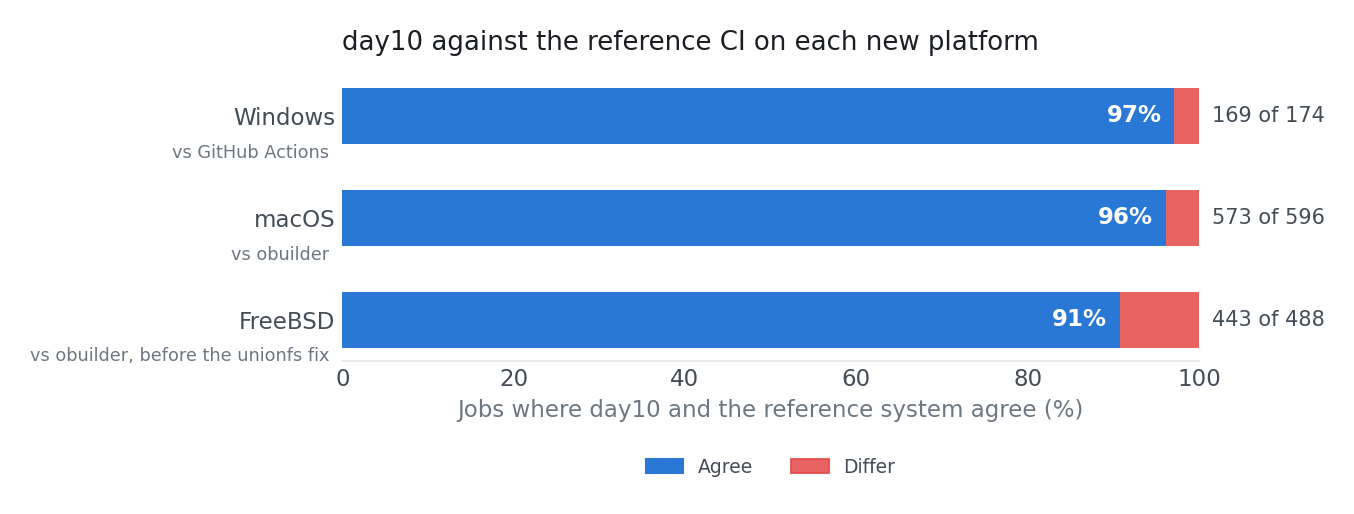 day10 against the reference CI on each new platform
Windows
97%
169 of 174
vs GitHub Actions
macOS
96%
573 of 596
vs obuilder
FreeBSD
91%
443 of 488
vs obuilder, before the unionfs fix
0 20 40 60 80 100
Jobs where day10 and the reference system agree (%)
Agree Differ